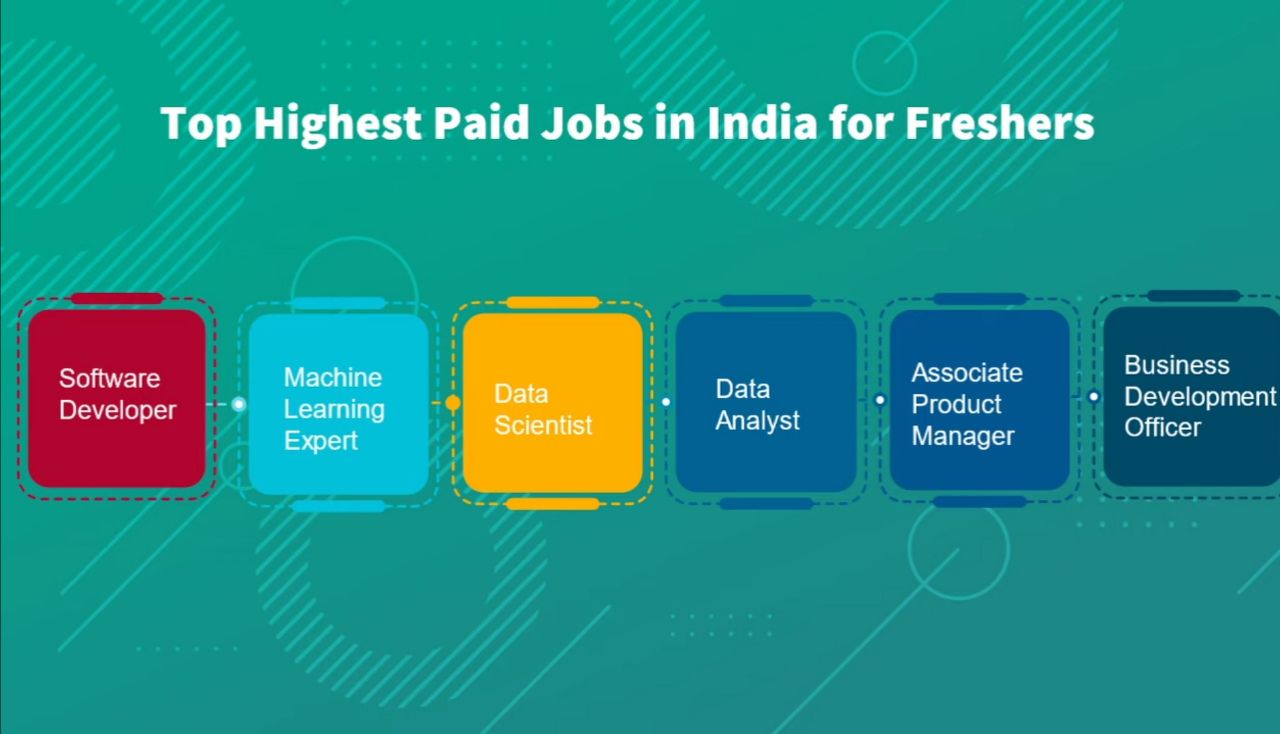 Top Highest Paid Jobs in India for Freshers
Software
Developer
Machine
Learning
Expert
Data
Scientist
Data
Analyst
Associate
Product
Manager
Business
Development
Officer